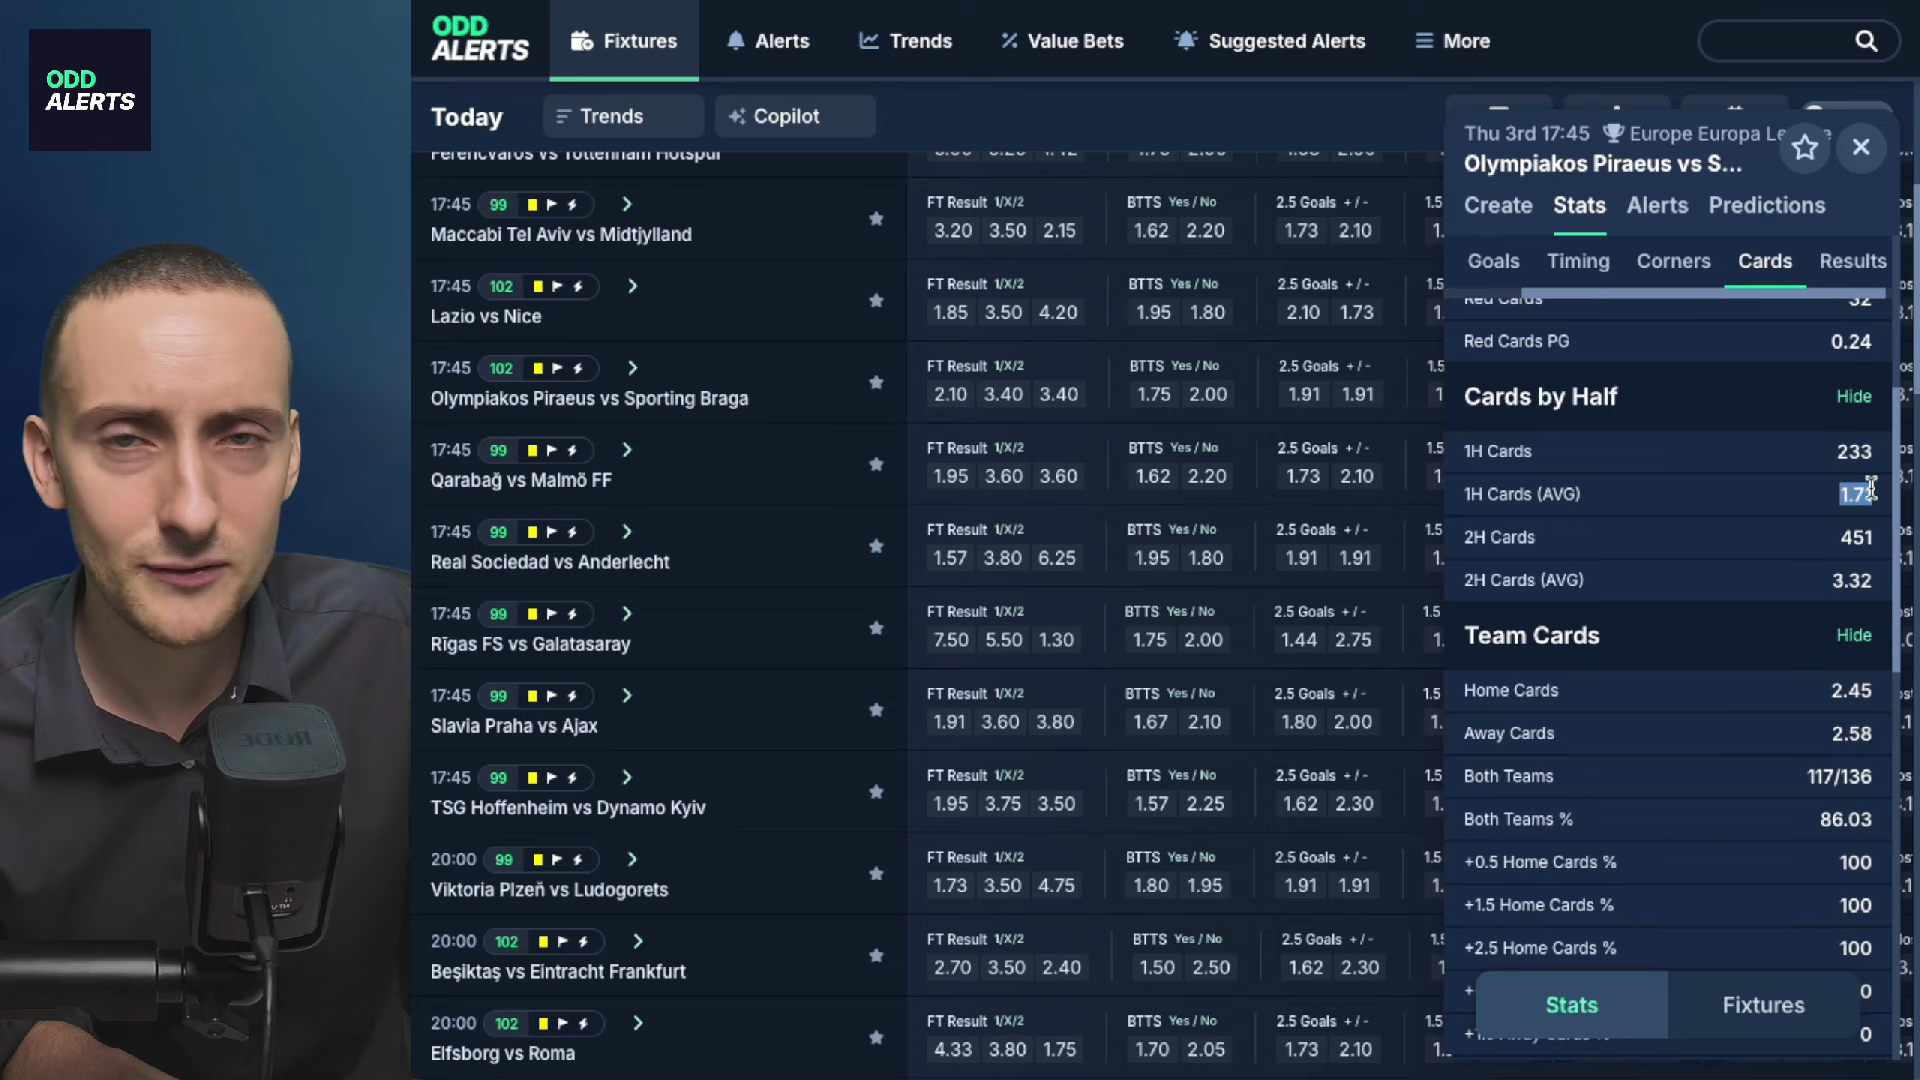 ODD
ALERTS
ODD
ALERTS
Fixtures
Alerts
Trends
Value Bets
Suggested Alerts
More
Today
Trends
Copilot
Ferencvaros vs Tottenham Hotspur
17:45 99
Maccabi Tel Aviv vs Midtjylland
FT Result 1/X/2
3.20 3.50 2.15
BTTS Yes / No
1.62 2.20
2.5 Goals + / -
1.73 2.10
17:45 102
Lazio vs Nice
FT Result 1/X/2
1.85 3.50 4.20
BTTS Yes / No
1.95 1.80
2.5 Goals + / -
2.10 1.73
17:45 102
Olympiakos Piraeus vs Sporting Braga
FT Result 1/X/2
2.10 3.40 3.40
BTTS Yes / No
1.75 2.00
2.5 Goals + / -
1.91 1.91
17:45 99
Qarabağ vs Malmö FF
FT Result 1/X/2
1.95 3.60 3.60
BTTS Yes / No
1.62 2.20
2.5 Goals + / -
1.73 2.10
17:45 99
Real Sociedad vs Anderlecht
FT Result 1/X/2
1.57 3.80 6.25
BTTS Yes / No
1.95 1.80
2.5 Goals + / -
1.91 1.91
17:45 99
Rīgas FS vs Galatasaray
FT Result 1/X/2
7.50 5.50 1.30
BTTS Yes / No
1.75 2.00
2.5 Goals + / -
1.44 2.75
17:45 99
Slavia Praha vs Ajax
FT Result 1/X/2
1.91 3.60 3.80
BTTS Yes / No
1.67 2.10
2.5 Goals + / -
1.80 2.00
17:45 99
TSG Hoffenheim vs Dynamo Kyiv
FT Result 1/X/2
1.95 3.75 3.50
BTTS Yes / No
1.57 2.25
2.5 Goals + / -
1.62 2.30
20:00 99
Viktoria Plzeň vs Ludogorets
FT Result 1/X/2
1.73 3.50 4.75
BTTS Yes / No
1.80 1.95
2.5 Goals + / -
1.91 1.91
20:00 102
Beşiktaş vs Eintracht Frankfurt
FT Result 1/X/2
2.70 3.50 2.40
BTTS Yes / No
1.50 2.50
2.5 Goals + / -
1.62 2.30
20:00 102
Elfsborg vs Roma
FT Result 1/X/2
4.33 3.80 1.75
BTTS Yes / No
1.70 2.05
2.5 Goals + / -
1.73 2.10
Thu 3rd 17:45 Europe Europa
Olympiakos Piraeus vs S...
Create Stats Alerts Predictions
Goals Timing Corners Cards Results
Red Cards 32
Red Cards PG 0.24
Cards by Half Hide
1H Cards 233
1H Cards (AVG)
2H Cards 451
2H Cards (AVG) 3.32
Team Cards Hide
Home Cards 2.45
Away Cards 2.58
Both Teams 117/136
Both Teams % 86.03
+0.5 Home Cards % 100
+1.5 Home Cards % 100
+2.5 Home Cards % 100
Stats Fixtures
RØDE